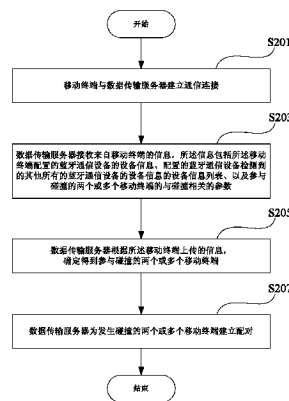 开始
S201
移动终端与数据传输服务器建立通信连接
S203
数据传输服务器接收来自移动终端的信息，所述信息包括所述移动
终端配置的蓝牙通信设备的设备信息、配置的蓝牙通信设备检测到
的其他所有的蓝牙通信设备的设备信息的设备信息列表、以及参与
碰撞的两个或多个移动终端的与碰撞相关的参数
S205
数据传输服务器根据所述移动终端上传的信息，
确定得到参与碰撞的两个或多个移动终端
S207
数据传输服务器为发生碰撞的两个或多个移动终端建立配对
结束